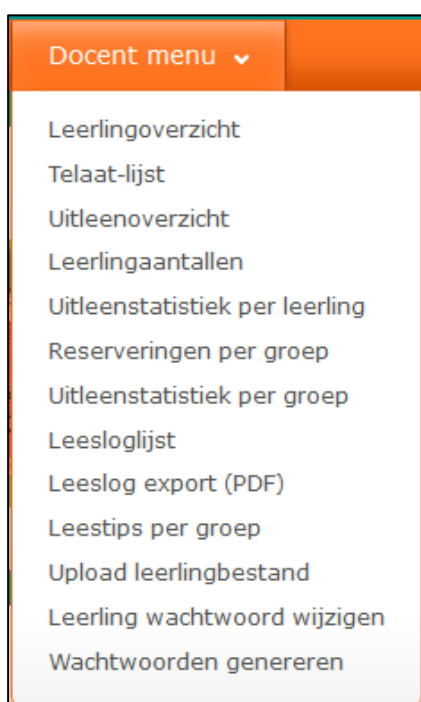 Docent menu
Leerlingoverzicht
Telaat-lijst
Uitleenoverzicht
Leerlingaantallen
Uitleenstatistiek per leerling
Reserveringen per groep
Uitleenstatistiek per groep
Leesloglijst
Leeslog export (PDF)
Leestips per groep
Upload leerlingbestand
Leerling wachtwoord wijzigen
Wachtwoorden genereren